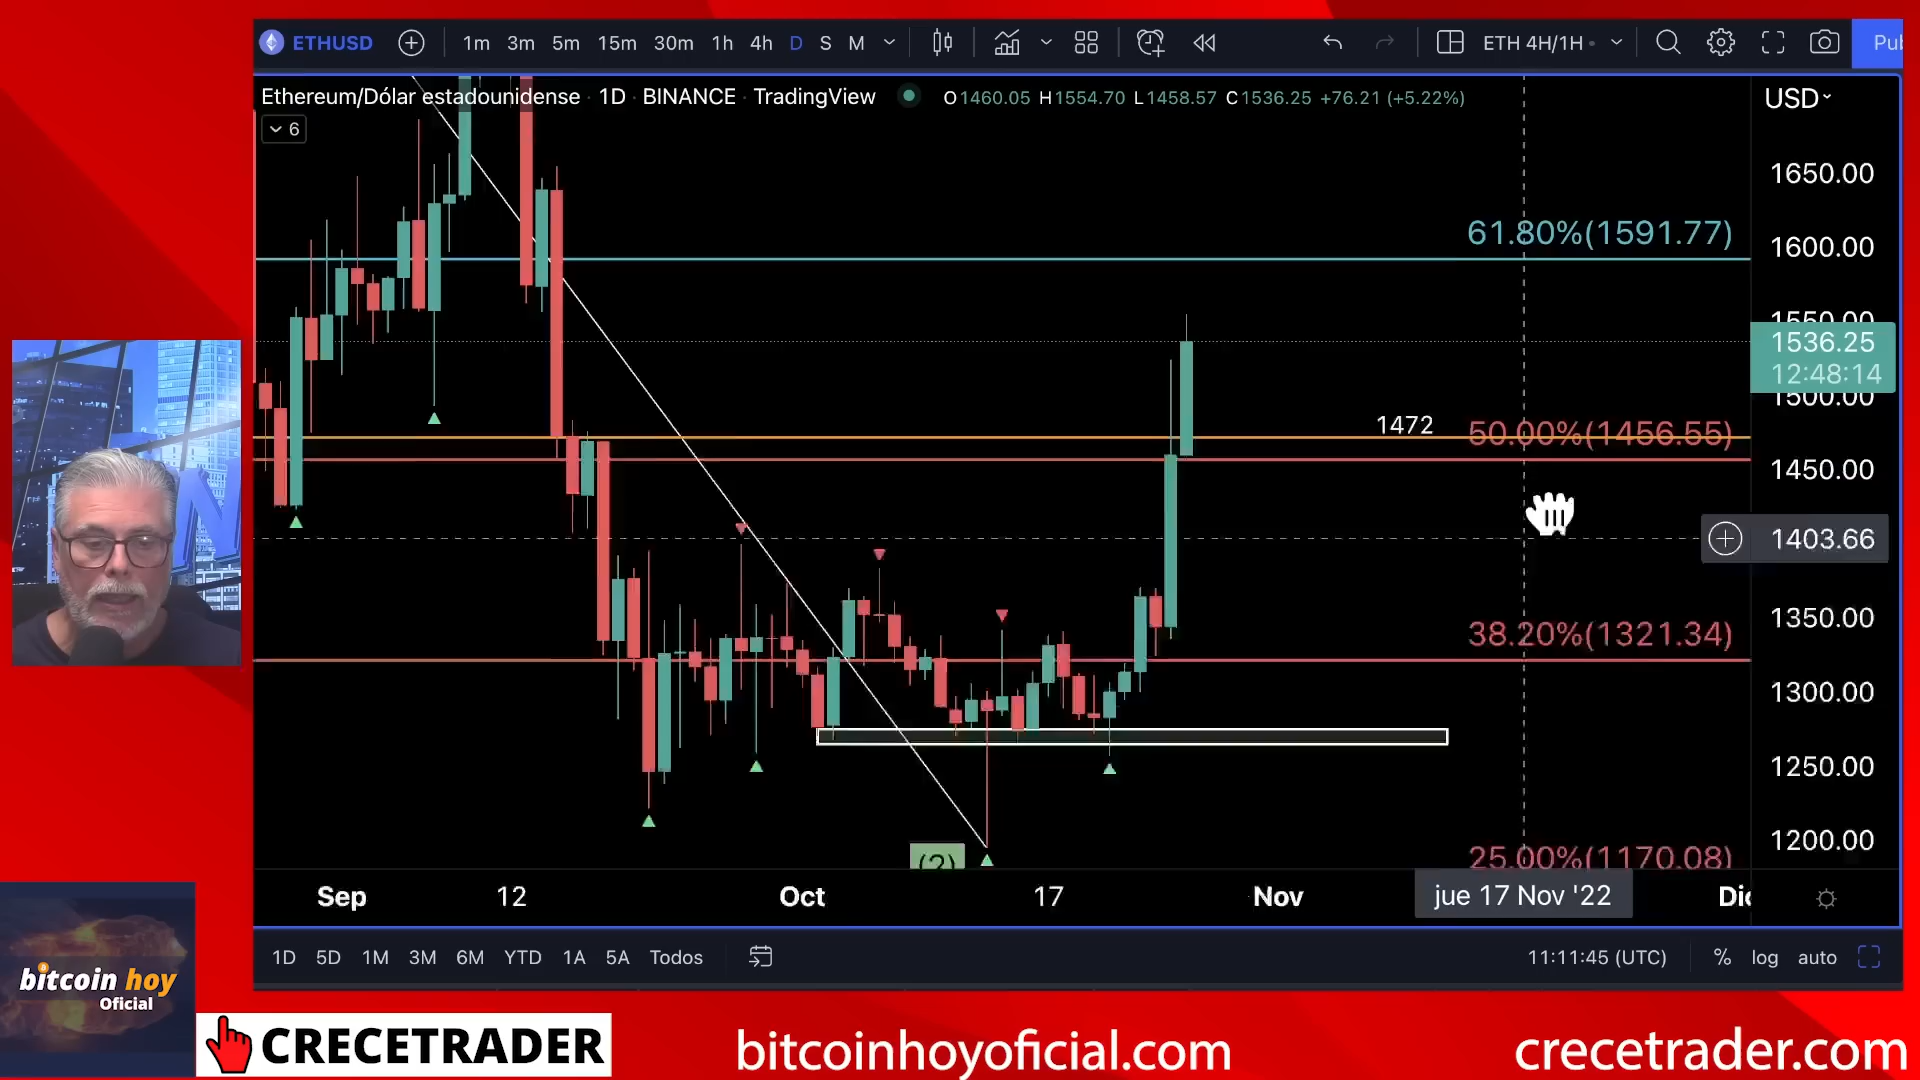 ETHUSD 1m 3m 5m 15m 30m 1h 4h D S M ETH 4H/1H
Ethereum/Dólar estadounidense · 1D · BINANCE · TradingView O1460.05 H1554.70 L1458.57 C1536.25 +76.21 (+5.22%) USD
6
1650.00
61.80%(1591.77)
1600.00
1550.00
1536.25
12:48:14
1500.00
1472
50.00%(1456.55)
1450.00
1403.66
1350.00
38.20%(1321.34)
1300.00
1250.00
1200.00
(2)
25.00%(1170.08)
Sep 12 Oct 17 Nov jue 17 Nov '22
1D 5D 1M 3M 6M YTD 1A 5A Todos 11:11:45 (UTC) % log auto
bitcoin hoy
Oficial
CRECETRADER
bitcoinhoyoficial.com
crecetrader.com